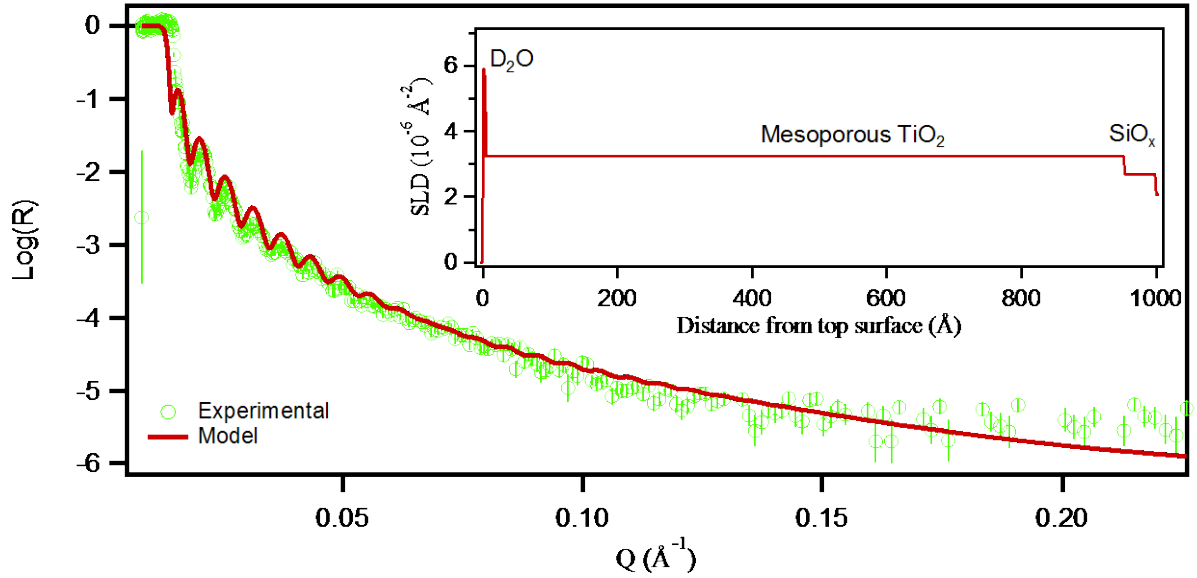 0
-1
-2
-3
-4
-5
-6
Log(R)
Experimental
Model
0.05
0.10
0.15
0.20
Q (Å⁻¹)
6
4
2
0
SLD (10⁻⁶ Å⁻²)
D₂O
Mesoporous TiO₂
SiOₓ
0
200
400
600
800
1000
Distance from top surface (Å)